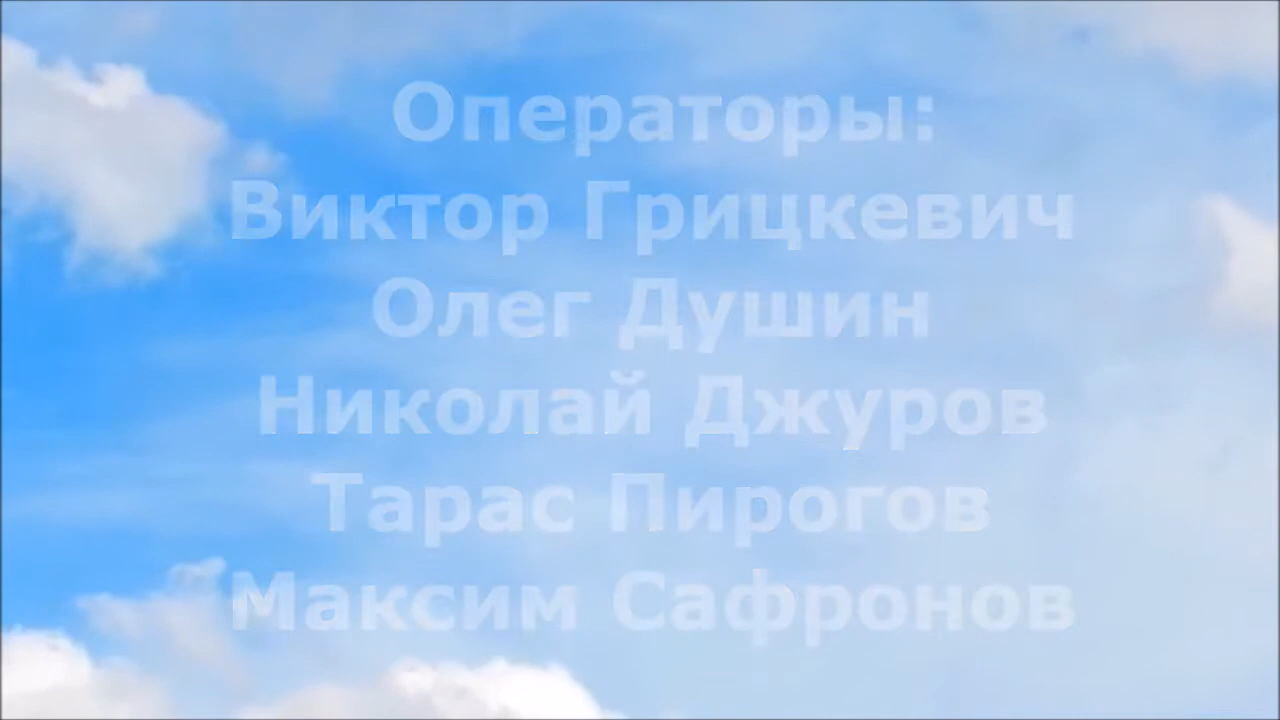 Операторы:
Виктор Грицкевич
Олег Душин
Николай Джуров
Тарас Пирогов
Максим Сафронов